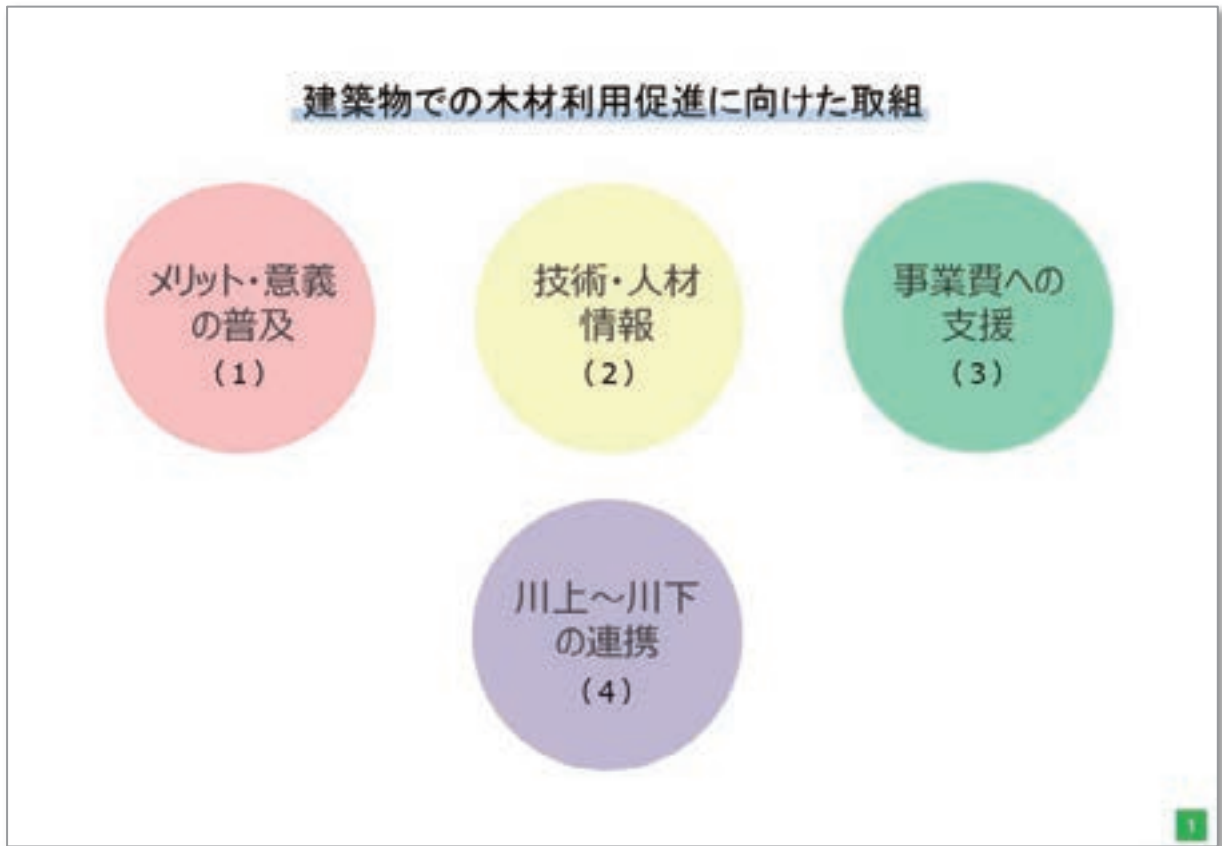 建築物での木材利用促進に向けた取組
メリット・意義
の普及
(1)
技術・人材
情報
(2)
事業費への
支援
(3)
川上～川下
の連携
(4)
1